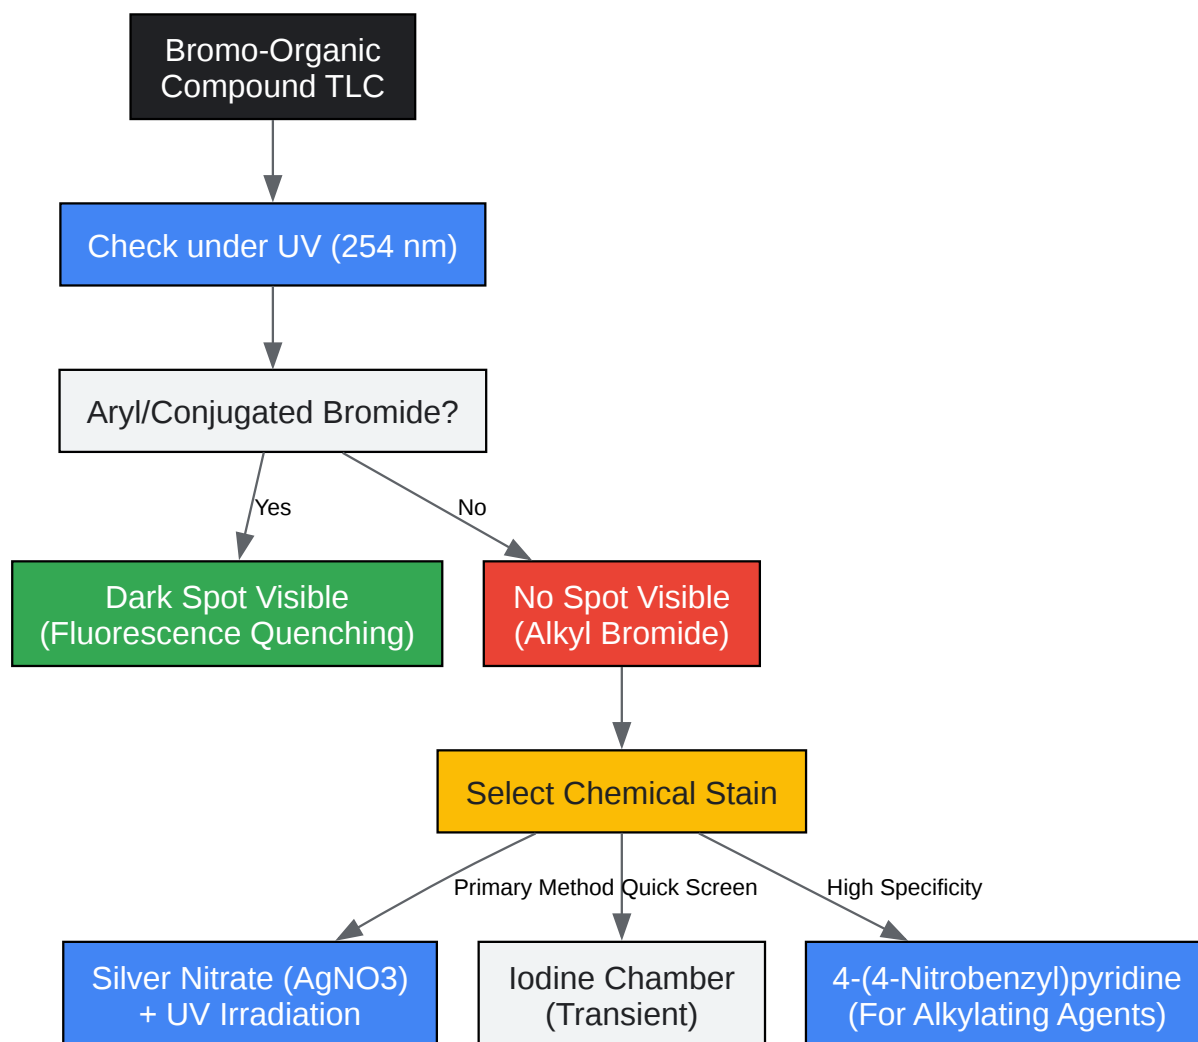 Bromo-Organic
Compound TLC
Check under UV (254 nm)
Aryl/Conjugated Bromide?
Yes
No
Dark Spot Visible
(Fluorescence Quenching)
No Spot Visible
(Alkyl Bromide)
Select Chemical Stain
Primary Method
Quick Screen
High Specificity
Silver Nitrate (AgNO3)
+ UV Irradiation
Iodine Chamber
(Transient)
4-(4-Nitrobenzyl)pyridine
(For Alkylating Agents)